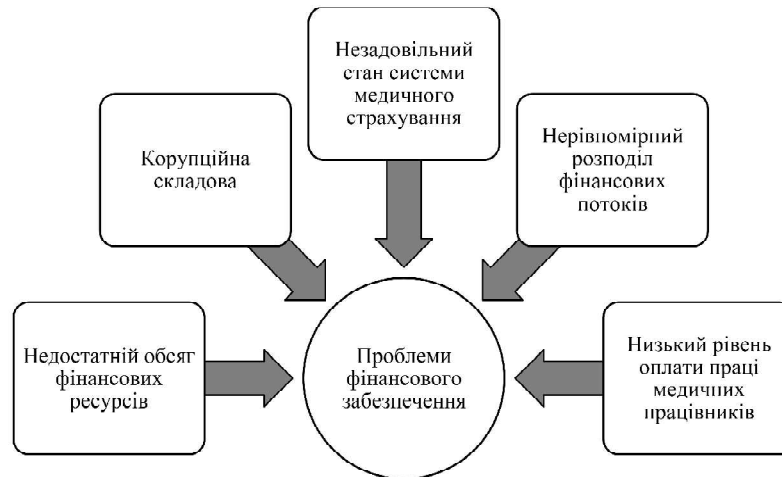 Незадовільний
стан системи
медичного
страхування
Корупційна
складова
Нерівномірний
розподіл
фінансових
потоків
Недостатній обсяг
фінансових
ресурсів
Проблеми
фінансового
забезпечення
Низький рівень
оплати праці
медичних
працівників